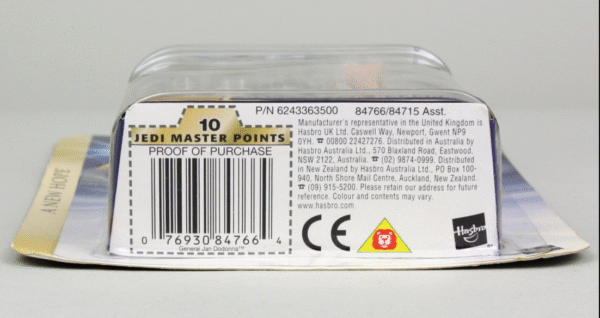 P/N 6243363500 84766/84715 Asst.
10
JEDI MASTER POINTS
PROOF OF PURCHASE
0 76930 84766 4
General Jan Dodonna™
Manufacturer's representative in the United Kingdom is
Hasbro UK Ltd. Caswell Way, Newport, Gwent NP9
0YH. ☎ 00800 22427276. Distributed in Australia by
Hasbro Australia Ltd., 570 Blaxland Road, Eastwood,
NSW 2122, Australia. ☎ (02) 9874-0999. Distributed
in New Zealand by Hasbro Australia Ltd., PO Box 100-
940, North Shore Mail Centre, Auckland, New Zealand.
☎ (09) 915-5200. Please retain our address for future
reference. Colour and contents may vary.
www.hasbro.com
CE
Hasbro
A NEW HOPE